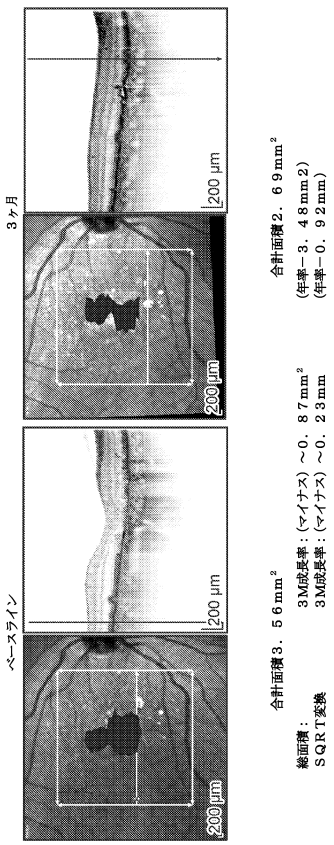 ベースライン
3ヶ月
200 μm
200 μm
200 μm
200 μm
合計面積3．56mm²
合計面積2．69mm²
(年率−3．48mm2)
(年率−0．92mm)
総面積：
3M成長率：(マイナス)～0．87mm²
SQRT変換
3M成長率：(マイナス)～0．23mm